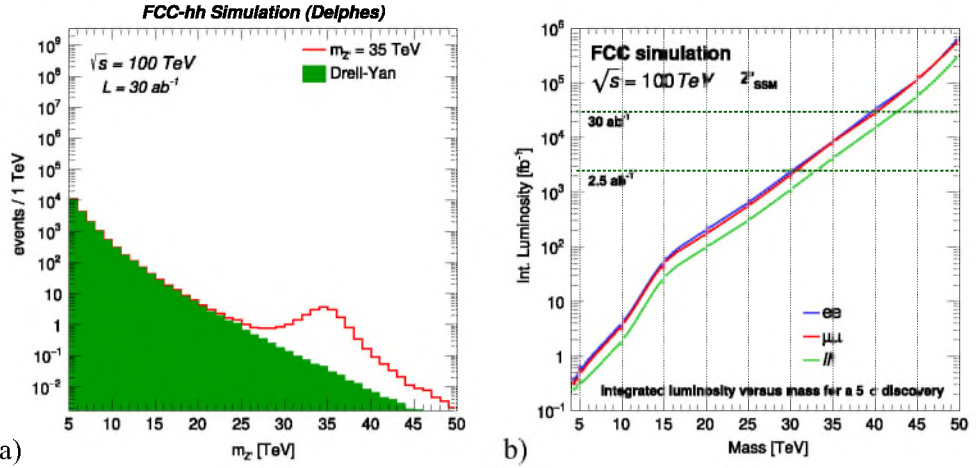 FCC-hh Simulation (Delphes)
√s = 100 TeV
L = 30 ab⁻¹
m_Z' = 35 TeV
Drell-Yan
events / 1 TeV
10⁹
10⁸
10⁷
10⁶
10⁵
10⁴
10³
10²
10
1
10⁻¹
10⁻²
5 10 15 20 25 30 35 40 45 50
m_Z' [TeV]
a)
FCC simulation
√s = 100 TeV Z'_SSM
30 ab⁻¹
2.5 ab⁻¹
Int. Luminosity [fb⁻¹]
10⁶
10⁵
10⁴
10³
10²
10
1
10⁻¹
ee
μμ
ll
Integrated luminosity versus mass for a 5 σ discovery
5 10 15 20 25 30 35 40 45 50
Mass [TeV]
b)